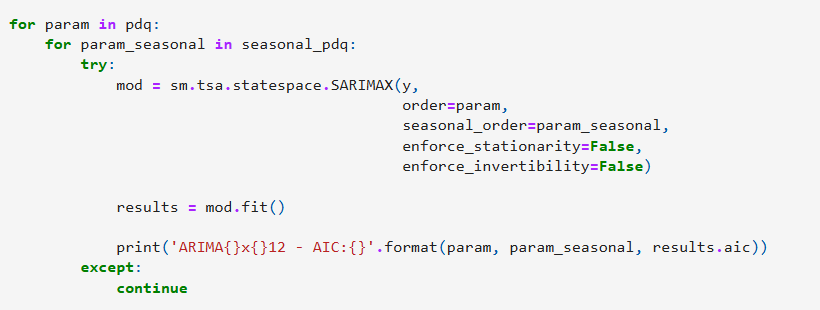 for param in pdq:
    for param_seasonal in seasonal_pdq:
        try:
            mod = sm.tsa.statespace.SARIMAX(y,
                                            order=param,
                                            seasonal_order=param_seasonal,
                                            enforce_stationarity=False,
                                            enforce_invertibility=False)

            results = mod.fit()

            print('ARIMA{}x{}12 - AIC:{}'.format(param, param_seasonal, results.aic))
        except:
            continue